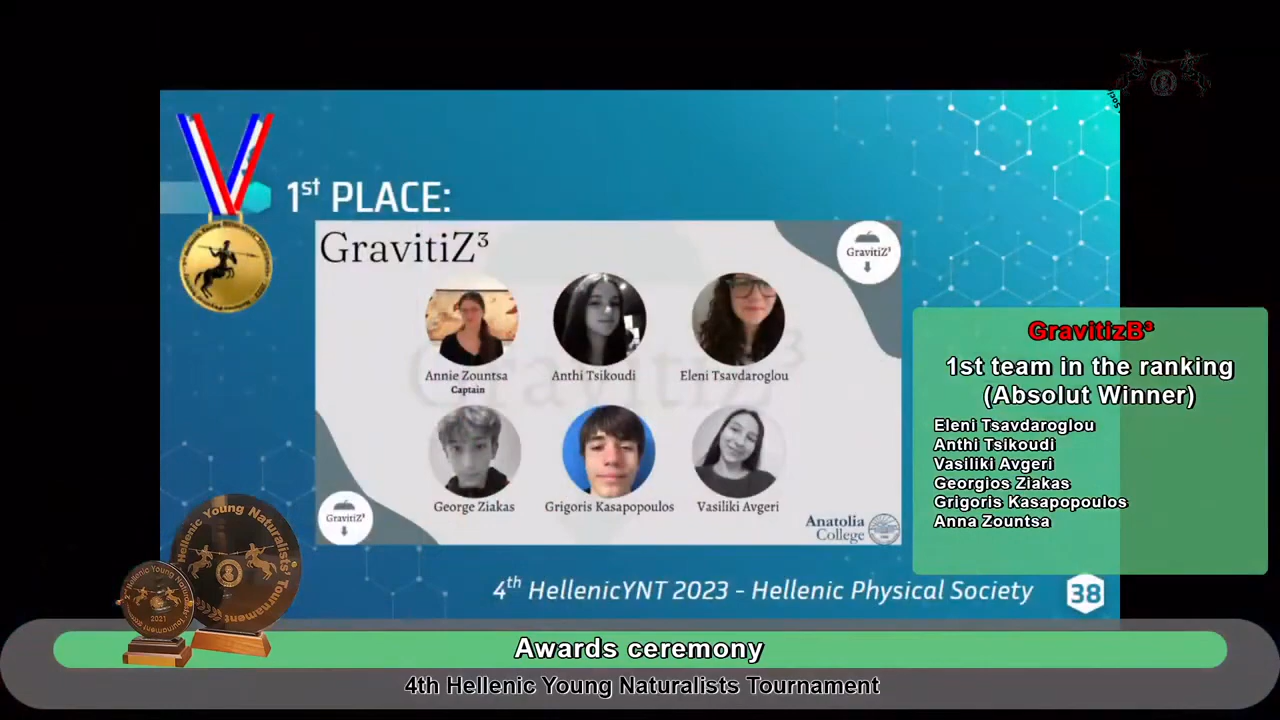 1st PLACE:
GravitiZ³
GravitiZ³
Annie Zountsa
Captain
Anthi Tsikoudi
Eleni Tsavdaroglou
George Ziakas
Grigoris Kasapopoulos
Vasiliki Avgeri
GravitiZ³
Anatolia
College
GravitizB³
1st team in the ranking
(Absolut Winner)
Eleni Tsavdaroglou
Anthi Tsikoudi
Vasiliki Avgeri
Georgios Ziakas
Grigoris Kasapopoulos
Anna Zountsa
4th HellenicYNT 2023 - Hellenic Physical Society
38
Hellenic Young Naturalists' Tournament
2021
Awards ceremony
4th Hellenic Young Naturalists Tournament